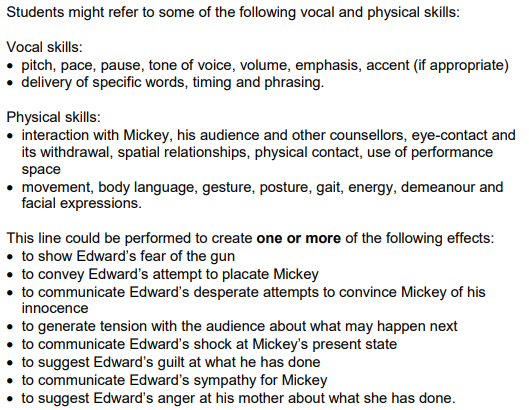 Students might refer to some of the following vocal and physical skills:
Vocal skills:
• pitch, pace, pause, tone of voice, volume, emphasis, accent (if appropriate)
• delivery of specific words, timing and phrasing.
Physical skills:
• interaction with Mickey, his audience and other counsellors, eye-contact and
its withdrawal, spatial relationships, physical contact, use of performance
space
• movement, body language, gesture, posture, gait, energy, demeanour and
facial expressions.
This line could be performed to create one or more of the following effects:
• to show Edward's fear of the gun
• to convey Edward's attempt to placate Mickey
• to communicate Edward's desperate attempts to convince Mickey of his
innocence
• to generate tension with the audience about what may happen next
• to communicate Edward's shock at Mickey's present state
• to suggest Edward's guilt at what he has done
• to communicate Edward's sympathy for Mickey
• to suggest Edward's anger at his mother about what she has done.